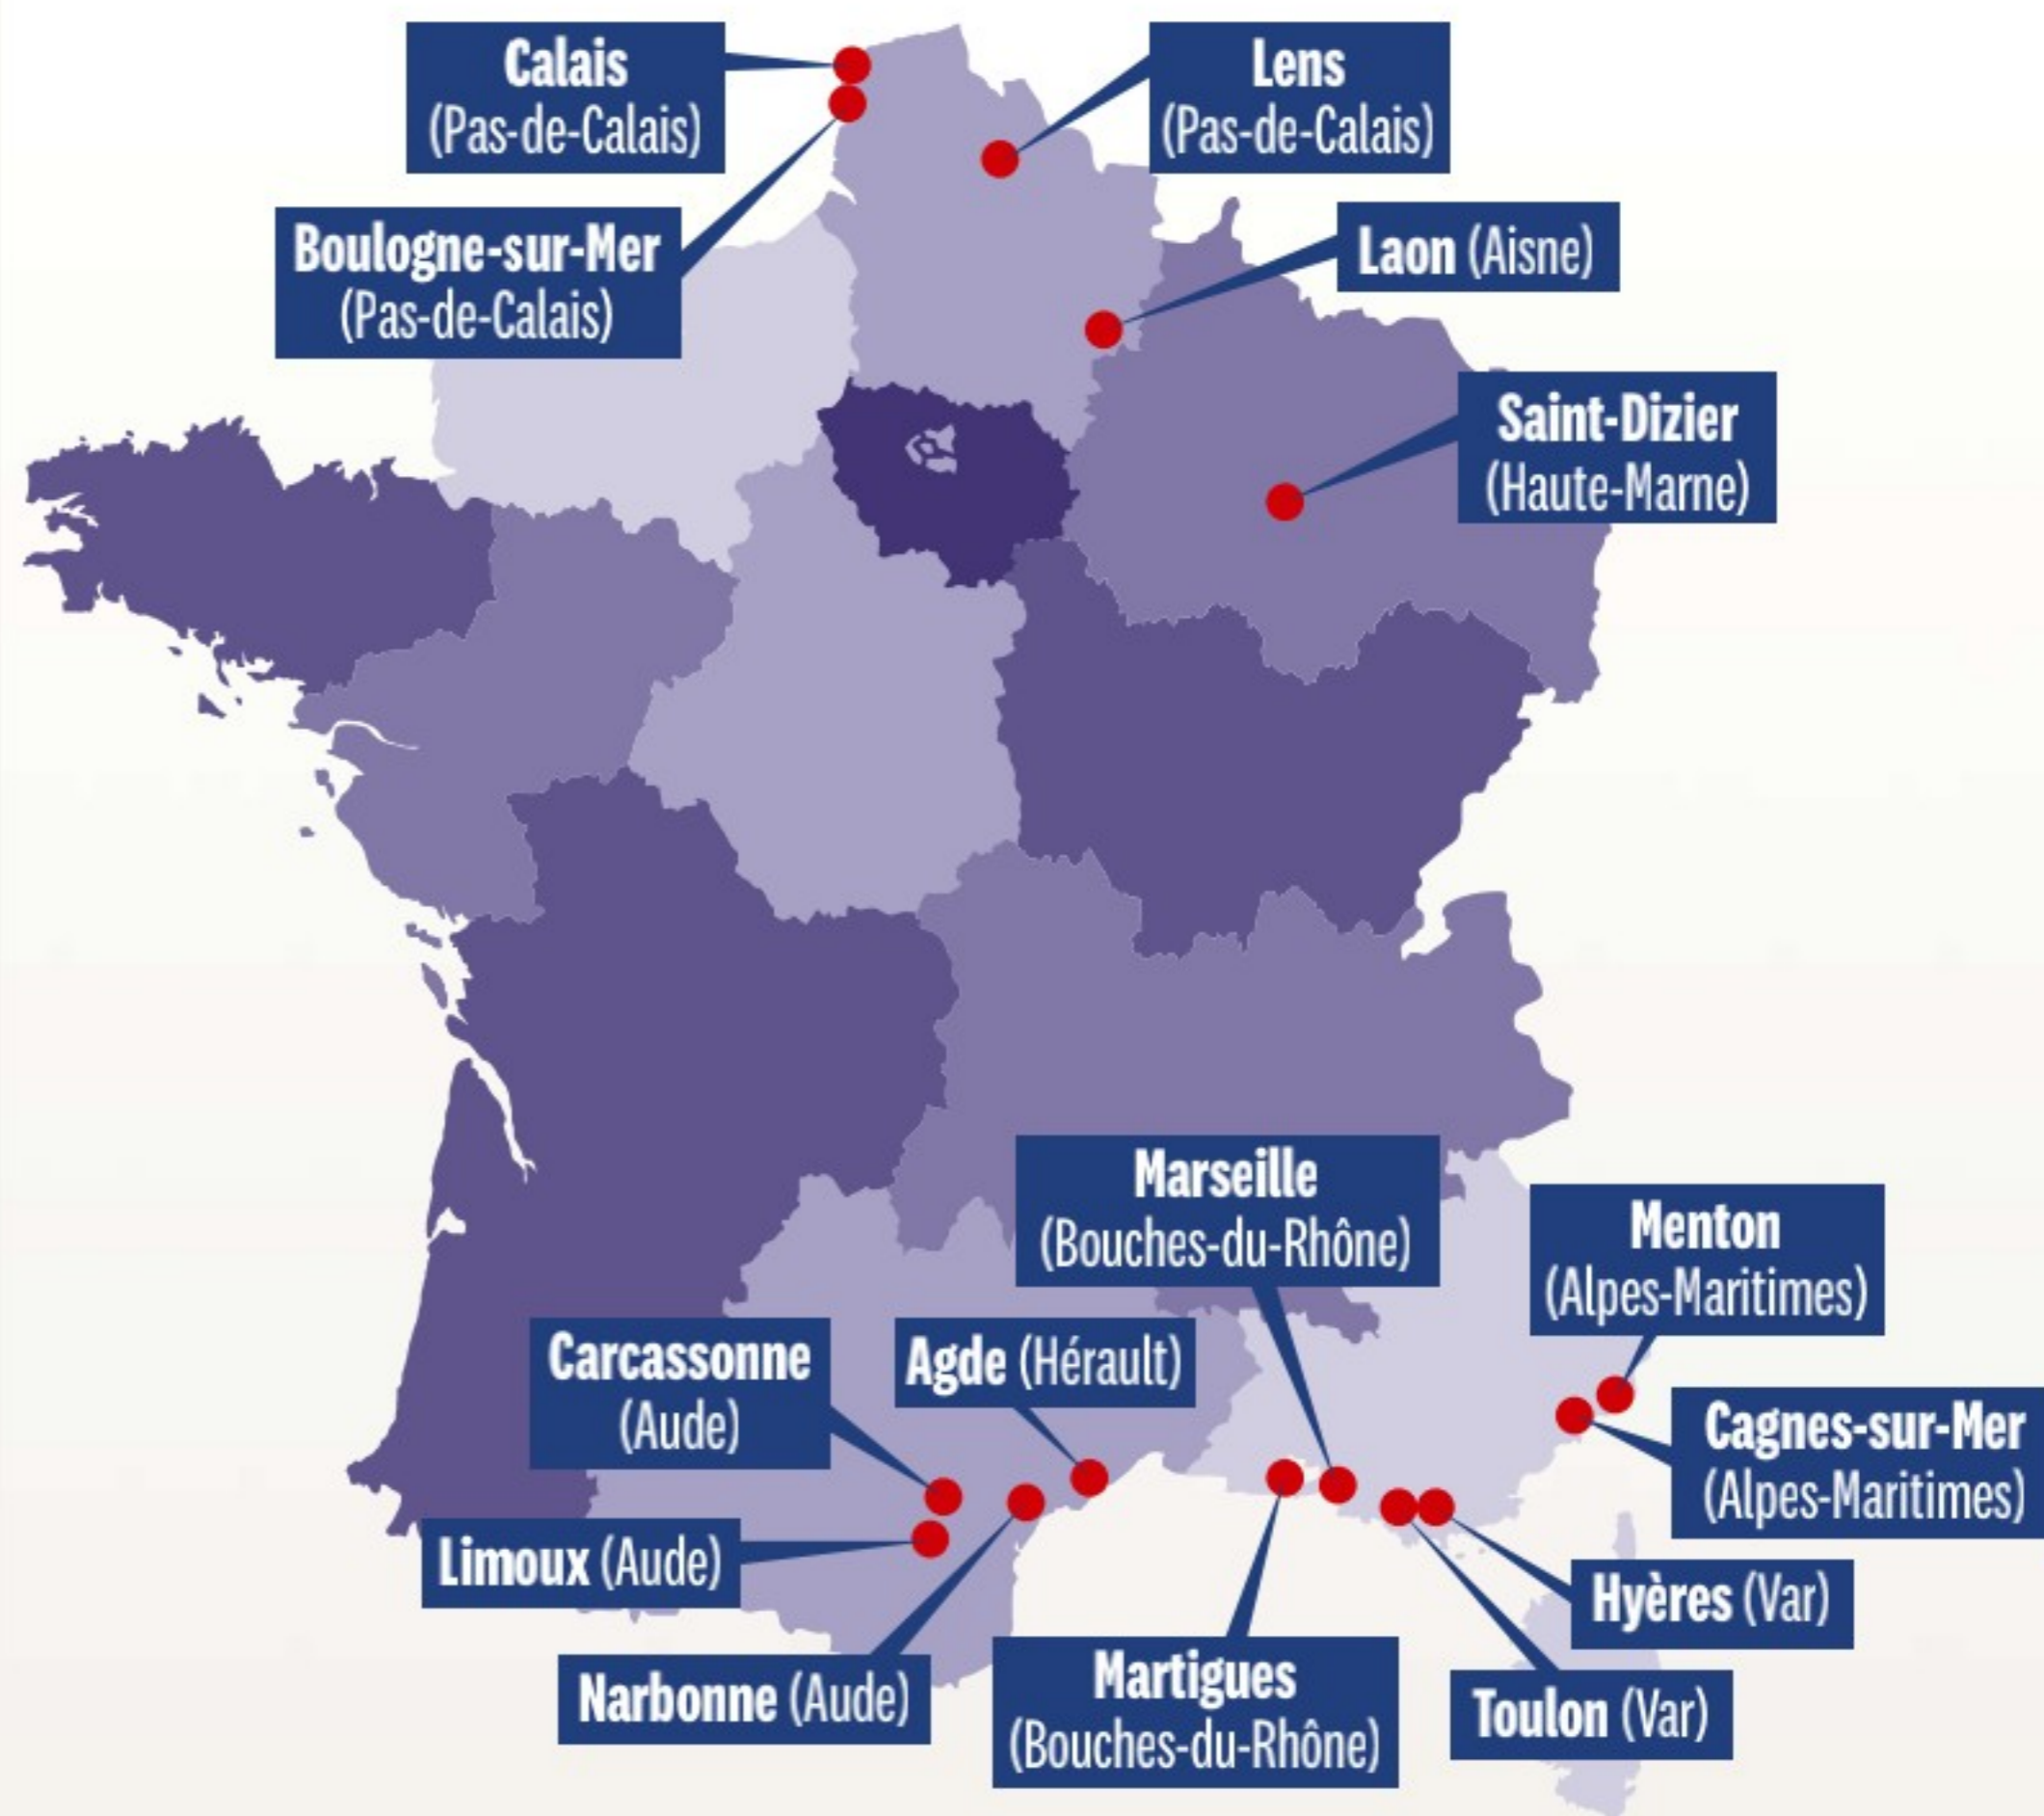 Calais
(Pas-de-Calais)
Lens
(Pas-de-Calais)
Boulogne-sur-Mer
(Pas-de-Calais)
Laon (Aisne)
Saint-Dizier
(Haute-Marne)
Marseille
(Bouches-du-Rhône)
Menton
(Alpes-Maritimes)
Carcassonne
(Aude)
Agde (Hérault)
Cagnes-sur-Mer
(Alpes-Maritimes)
Limoux (Aude)
Hyères (Var)
Narbonne (Aude)
Martigues
(Bouches-du-Rhône)
Toulon (Var)